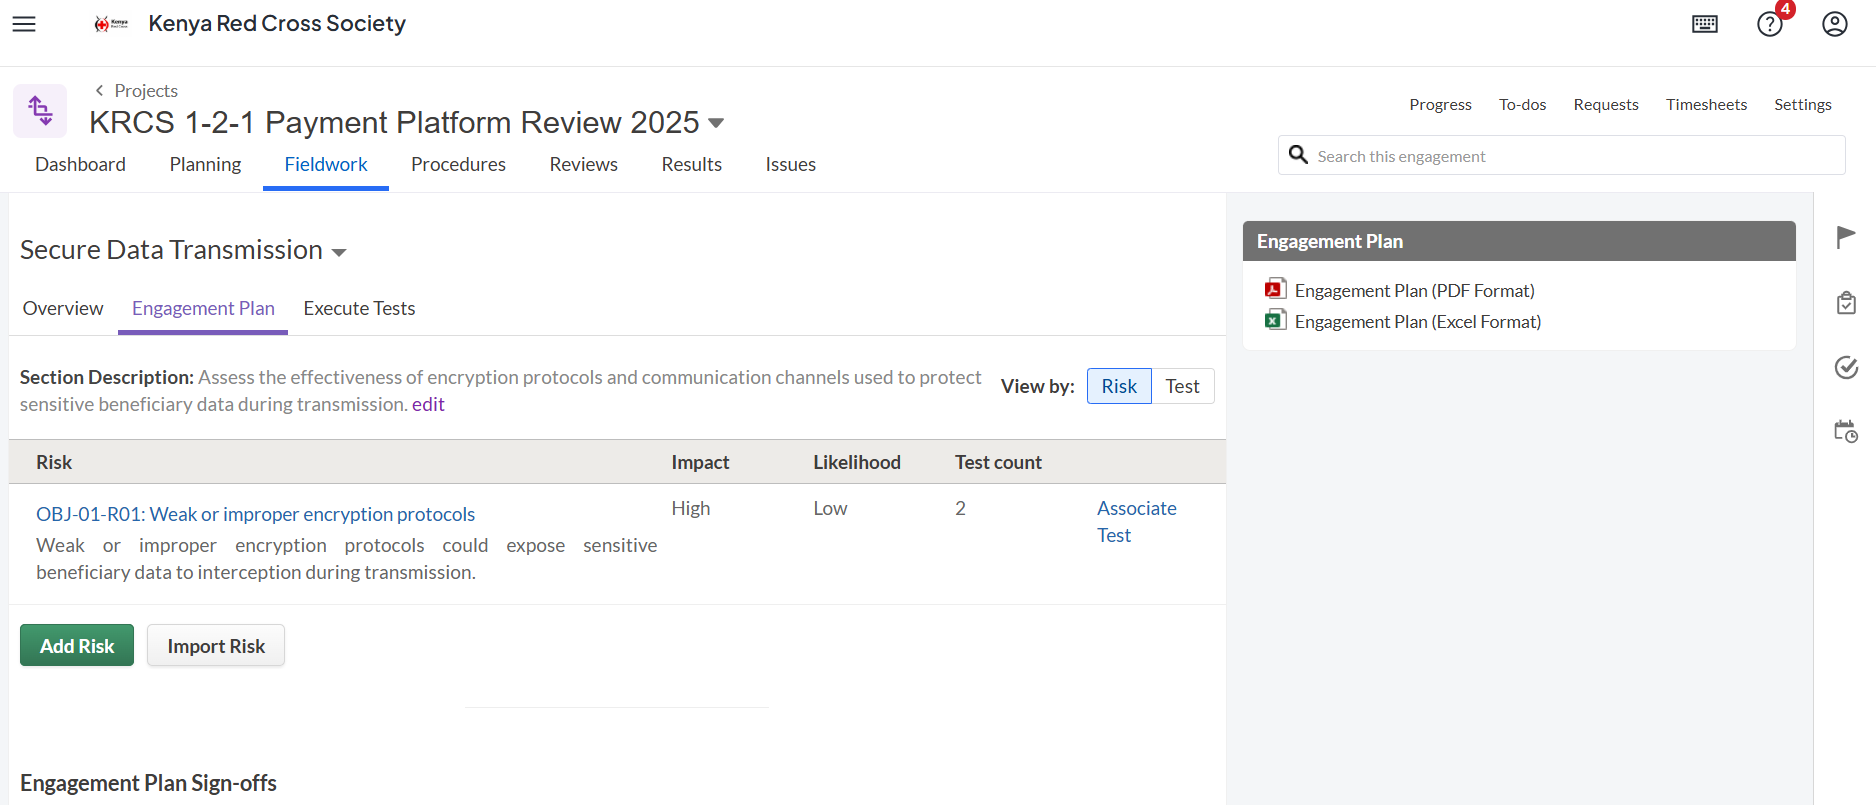 Kenya Red Cross Society
4
Projects
KRCS 1-2-1 Payment Platform Review 2025
Progress To-dos Requests Timesheets Settings
Dashboard Planning Fieldwork Procedures Reviews Results Issues
Search this engagement
Secure Data Transmission
Overview Engagement Plan Execute Tests
Section Description: Assess the effectiveness of encryption protocols and communication channels used to protect
sensitive beneficiary data during transmission. edit
View by: Risk Test
Risk Impact Likelihood Test count
OBJ-01-R01: Weak or improper encryption protocols
Weak or improper encryption protocols could expose sensitive
beneficiary data to interception during transmission.
High Low 2 Associate
Test
Add Risk Import Risk
Engagement Plan Sign-offs
Engagement Plan
Engagement Plan (PDF Format)
Engagement Plan (Excel Format)